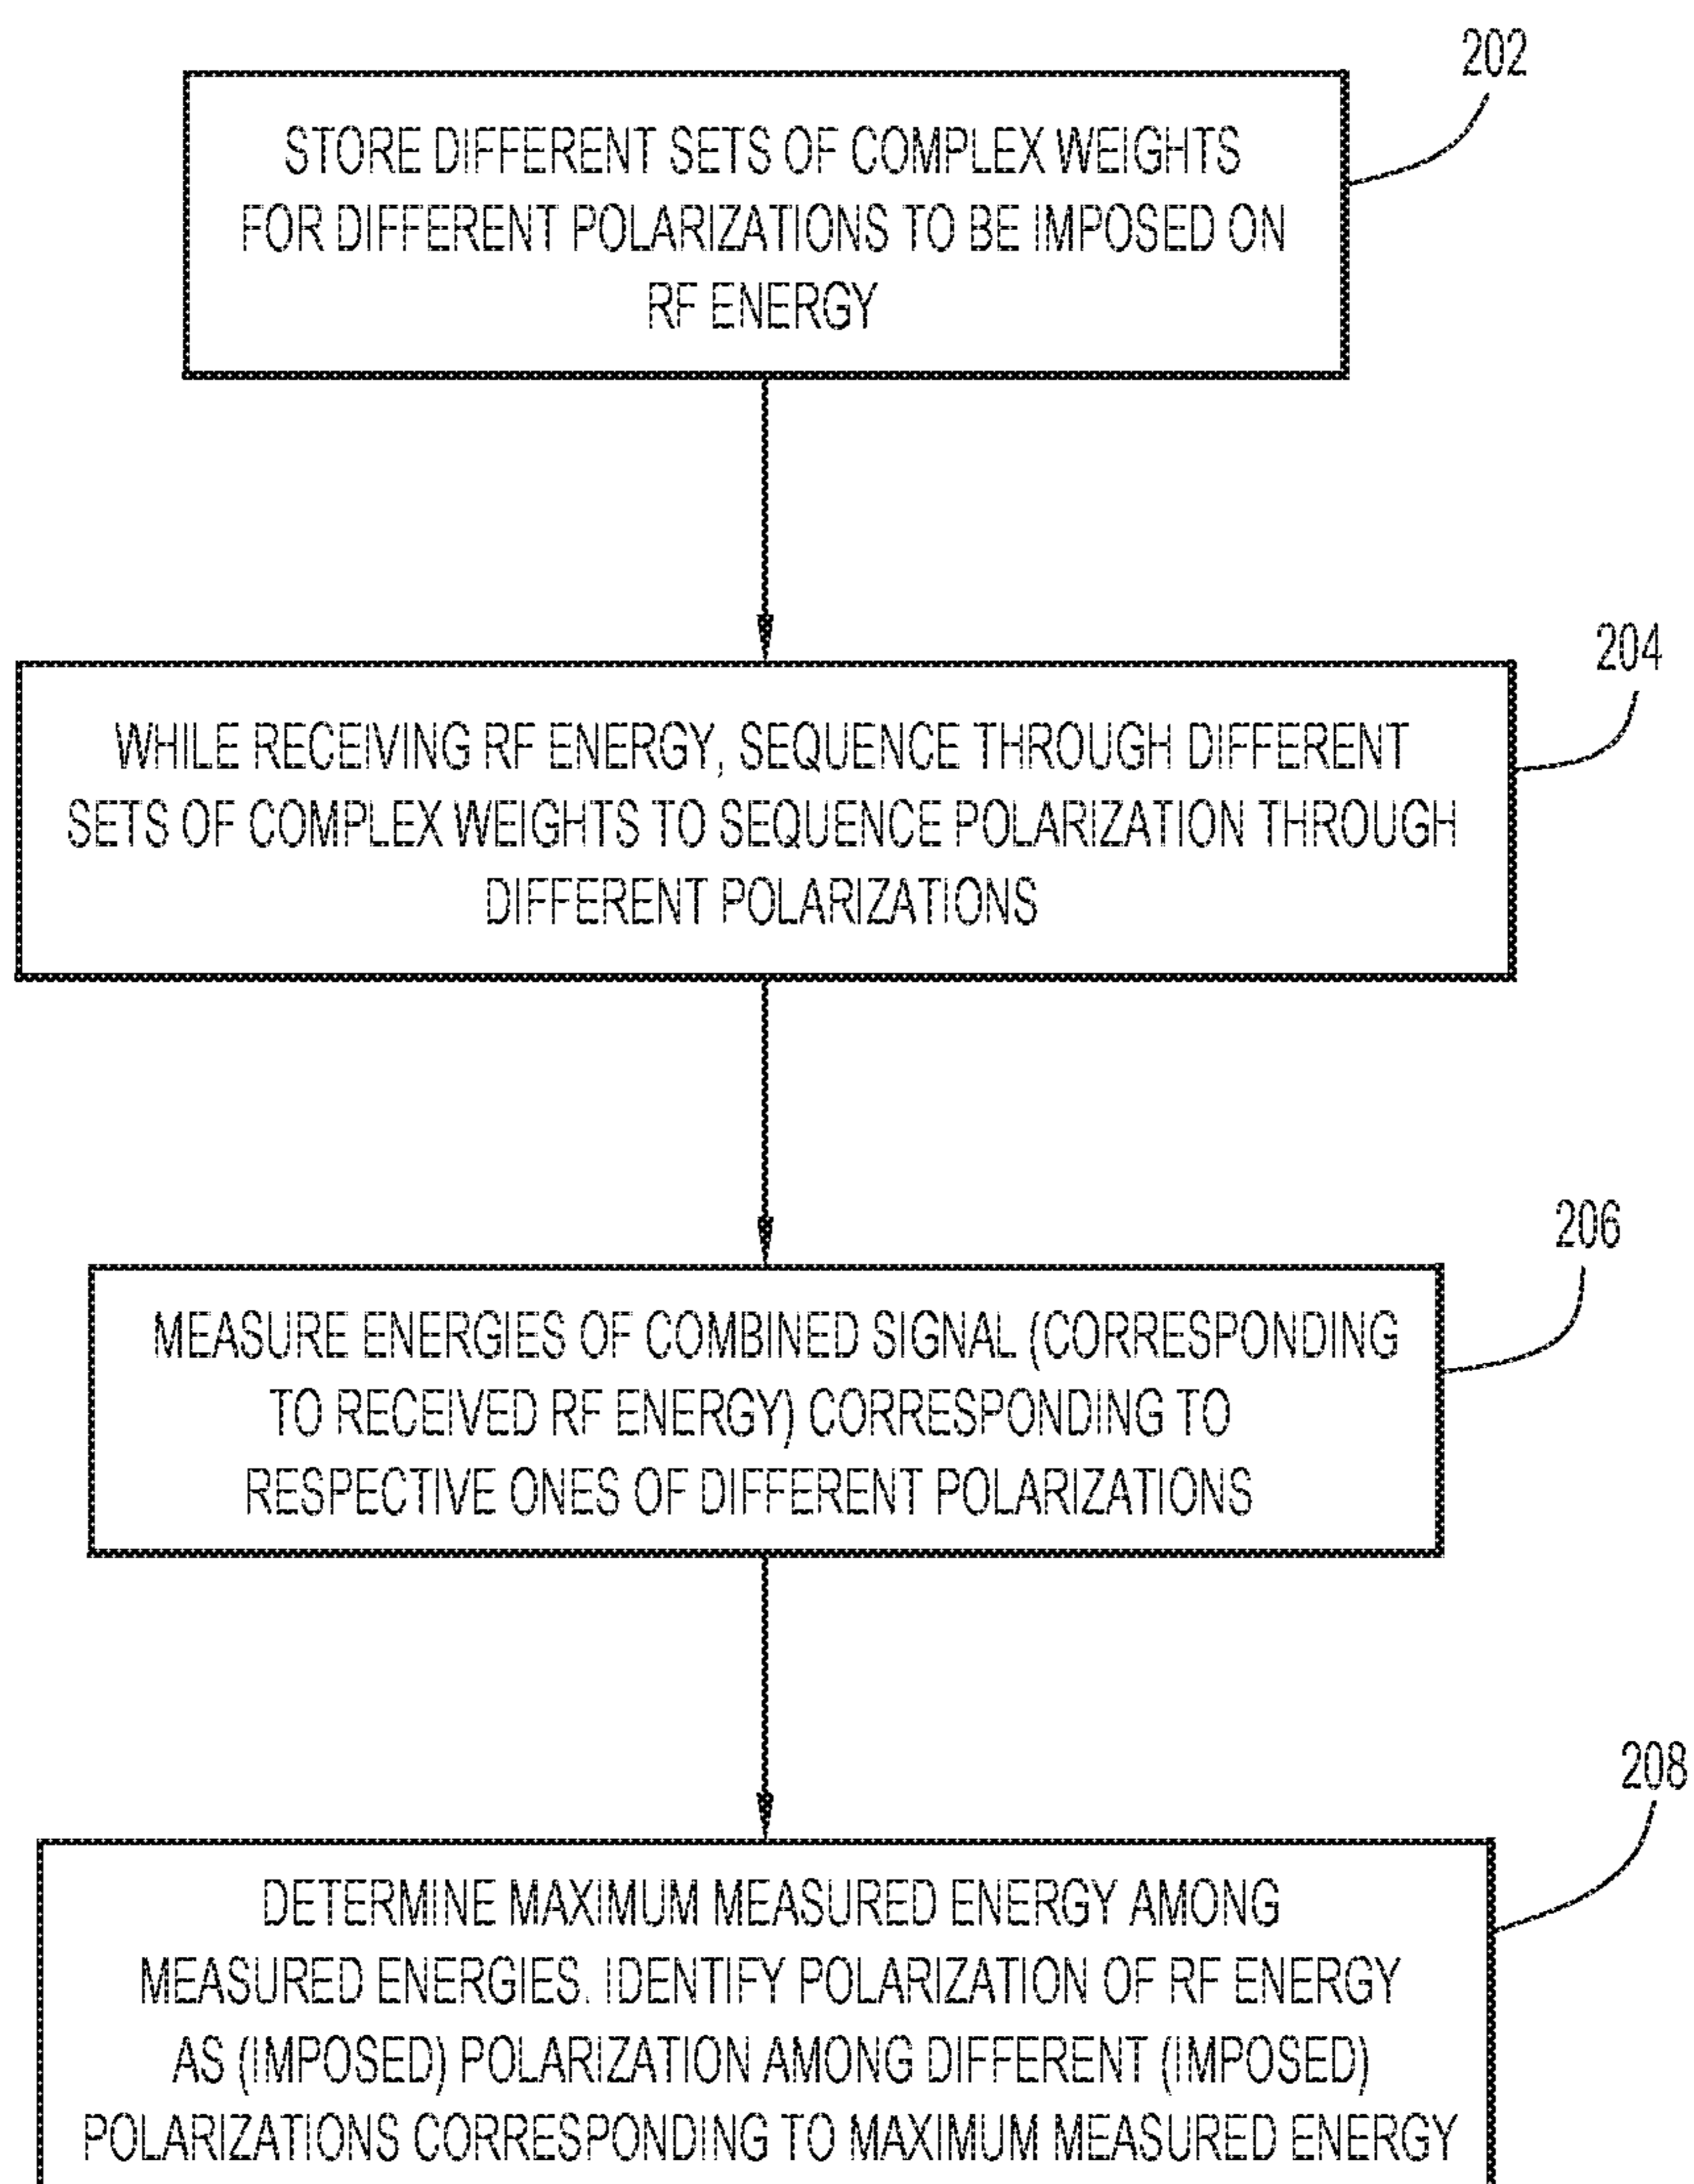 202
STORE DIFFERENT SETS OF COMPLEX WEIGHTS
FOR DIFFERENT POLARIZATIONS TO BE IMPOSED ON
RF ENERGY
204
WHILE RECEIVING RF ENERGY, SEQUENCE THROUGH DIFFERENT
SETS OF COMPLEX WEIGHTS TO SEQUENCE POLARIZATION THROUGH
DIFFERENT POLARIZATIONS
206
MEASURE ENERGIES OF COMBINED SIGNAL (CORRESPONDING
TO RECEIVED RF ENERGY) CORRESPONDING TO
RESPECTIVE ONES OF DIFFERENT POLARIZATIONS
208
DETERMINE MAXIMUM MEASURED ENERGY AMONG
MEASURED ENERGIES. IDENTIFY POLARIZATION OF RF ENERGY
AS (IMPOSED) POLARIZATION AMONG DIFFERENT (IMPOSED)
POLARIZATIONS CORRESPONDING TO MAXIMUM MEASURED ENERGY